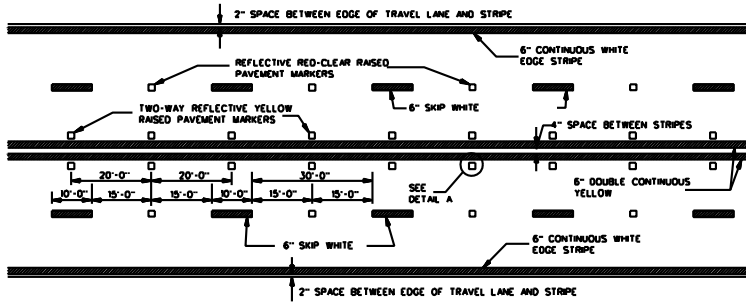 2" SPACE BETWEEN EDGE OF TRAVEL LANE AND STRIPE
6" CONTINUOUS WHITE
EDGE STRIPE
REFLECTIVE RED-CLEAR RAISED
PAVEMENT MARKERS
TWO-WAY REFLECTIVE YELLOW
RAISED PAVEMENT MARKERS
6" SKIP WHITE
4" SPACE BETWEEN STRIPES
20'-0" 20'-0" 30'-0"
10'-0" 15'-0" 15'-0" 10'-0" 15'-0" 15'-0"
SEE
DETAIL A
6" DOUBLE CONTINUOUS
YELLOW
6" SKIP WHITE
6" CONTINUOUS WHITE
EDGE STRIPE
2" SPACE BETWEEN EDGE OF TRAVEL LANE AND STRIPE